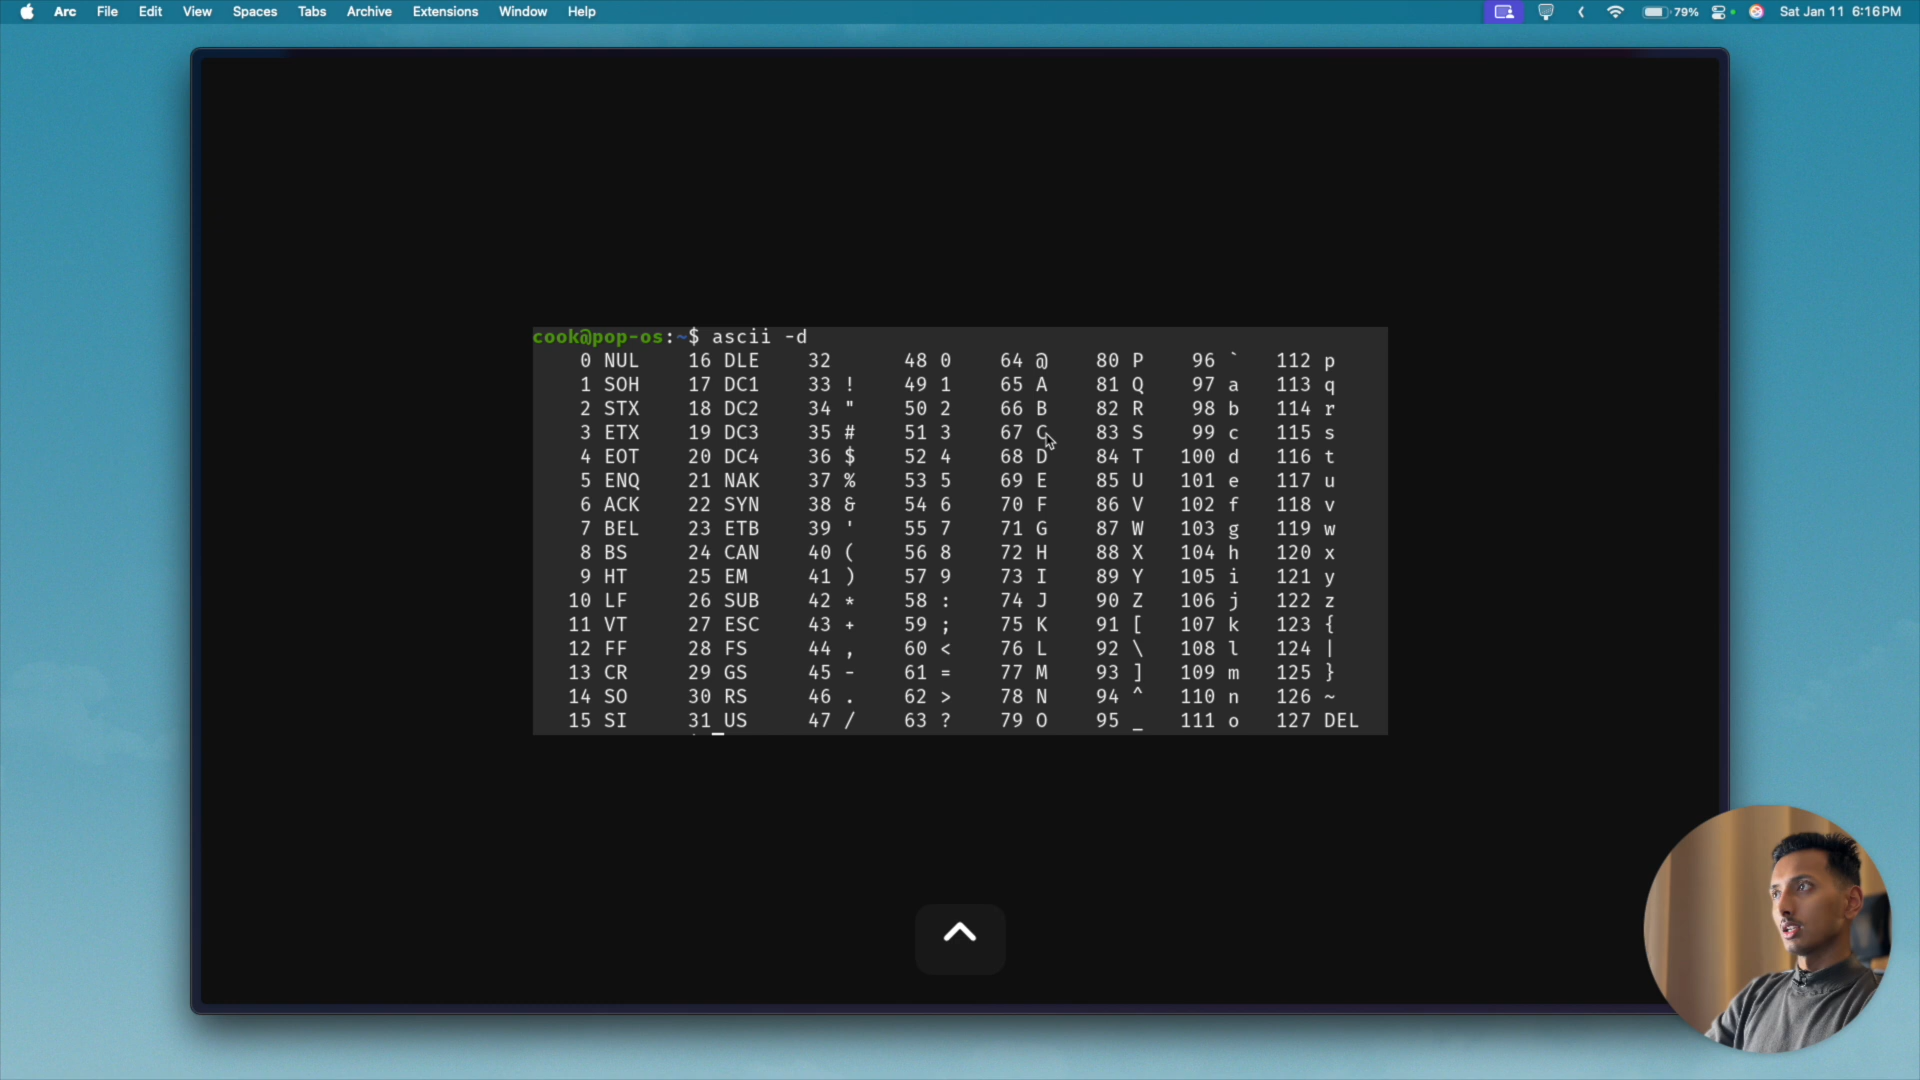 Arc File Edit View Spaces Tabs Archive Extensions Window Help 79% Sat Jan 11 6:16 PM
cook@pop-os:~$ ascii -d
0 NUL 16 DLE 32 48 0 64 @ 80 P 96 ` 112 p
1 SOH 17 DC1 33 ! 49 1 65 A 81 Q 97 a 113 q
2 STX 18 DC2 34 " 50 2 66 B 82 R 98 b 114 r
3 ETX 19 DC3 35 # 51 3 67 C 83 S 99 c 115 s
4 EOT 20 DC4 36 $ 52 4 68 D 84 T 100 d 116 t
5 ENQ 21 NAK 37 % 53 5 69 E 85 U 101 e 117 u
6 ACK 22 SYN 38 & 54 6 70 F 86 V 102 f 118 v
7 BEL 23 ETB 39 ' 55 7 71 G 87 W 103 g 119 w
8 BS 24 CAN 40 ( 56 8 72 H 88 X 104 h 120 x
9 HT 25 EM 41 ) 57 9 73 I 89 Y 105 i 121 y
10 LF 26 SUB 42 * 58 : 74 J 90 Z 106 j 122 z
11 VT 27 ESC 43 + 59 ; 75 K 91 [ 107 k 123 {
12 FF 28 FS 44 , 60 < 76 L 92 \ 108 l 124 |
13 CR 29 GS 45 - 61 = 77 M 93 ] 109 m 125 }
14 SO 30 RS 46 . 62 > 78 N 94 ^ 110 n 126 ~
15 SI 31 US 47 / 63 ? 79 O 95 _ 111 o 127 DEL